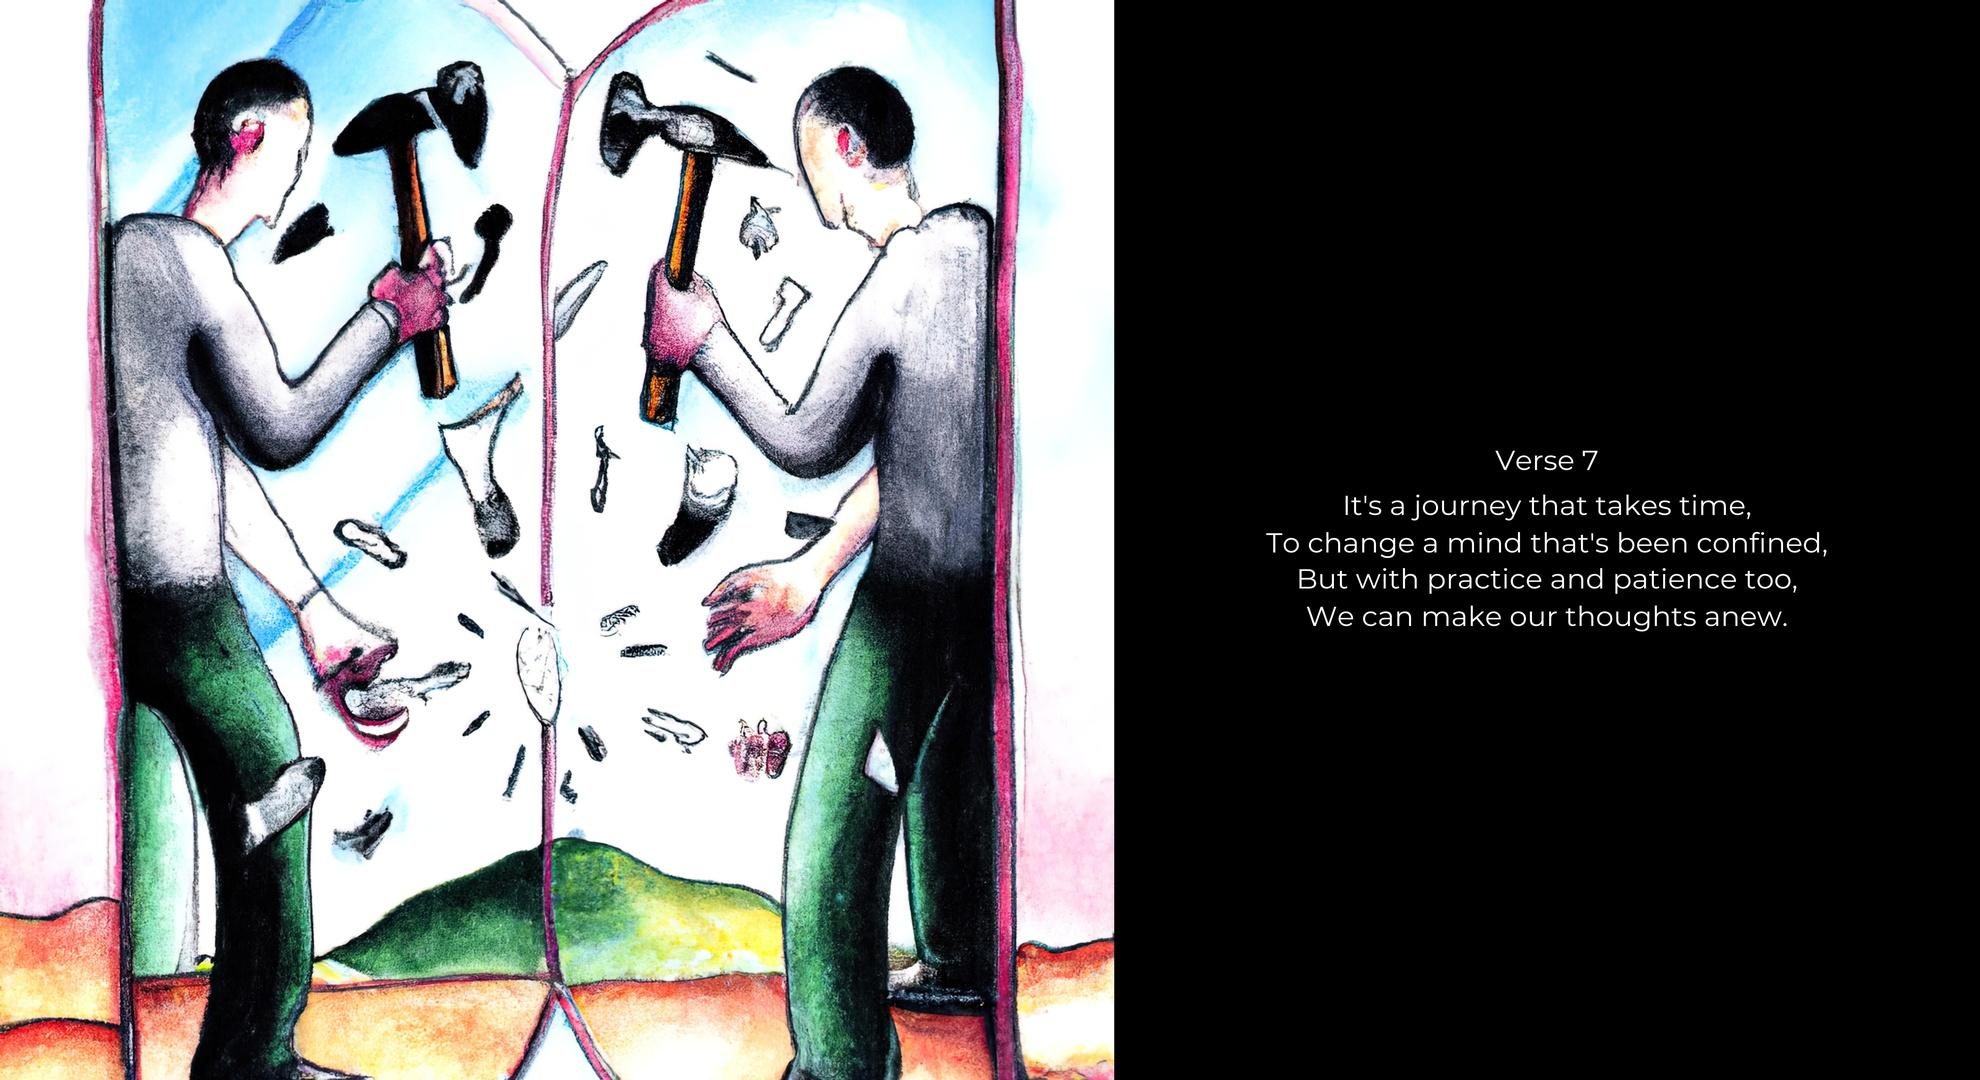 Verse 7
It's a journey that takes time,
To change a mind that's been confined,
But with practice and patience too,
We can make our thoughts anew.